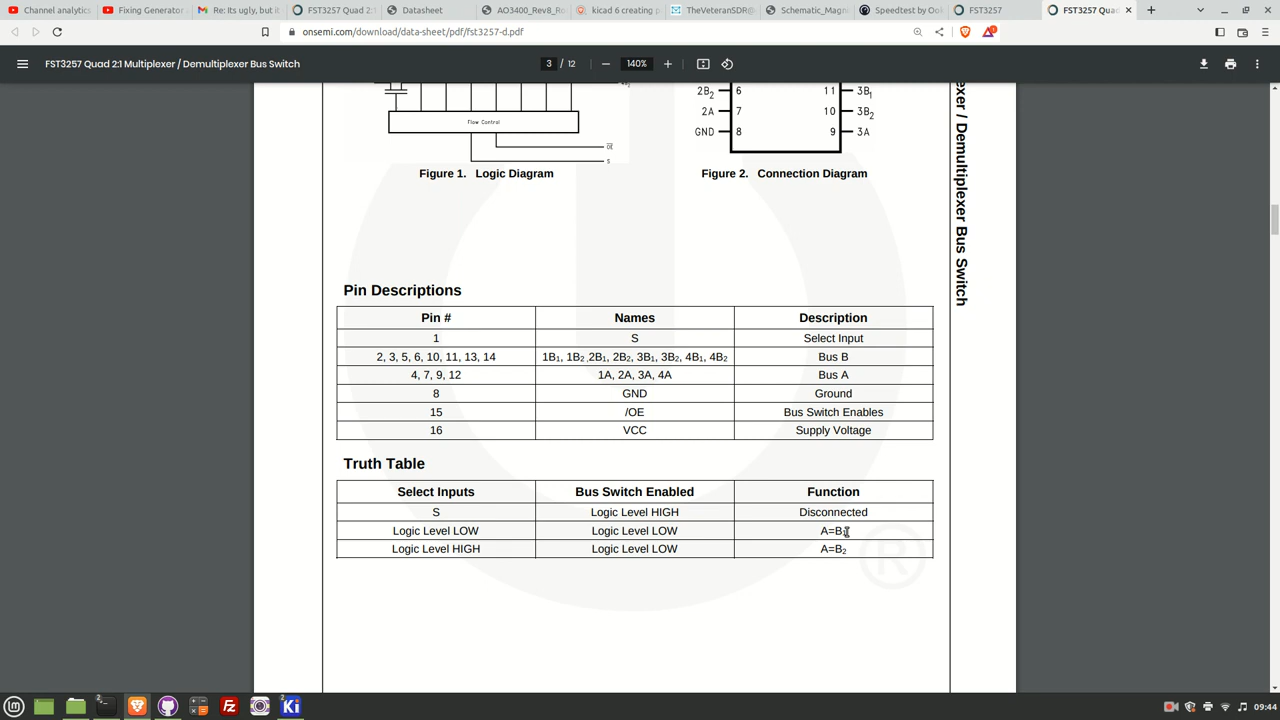 Channel analytics
Fixing Generator
Re: Its ugly, but it
FST3257 Quad 2:
Datasheet
AO3400_Rev8_Ro
kicad 6 creating p
TheVeteranSDR@
Schematic_Magn
Speedtest by Ook
FST3257
FST3257 Quad
onsemi.com/download/data-sheet/pdf/fst3257-d.pdf
FST3257 Quad 2:1 Multiplexer / Demultiplexer Bus Switch
3 / 12
140%
2B2 6 11 3B1
2A 7 10 3B2
GND 8 9 3A
Flow Control
OE
S
Figure 1. Logic Diagram
Figure 2. Connection Diagram
exer / Demultiplexer Bus Switch
Pin Descriptions
Pin # Names Description
1 S Select Input
2, 3, 5, 6, 10, 11, 13, 14 1B1, 1B2 ,2B1, 2B2, 3B1, 3B2, 4B1, 4B2 Bus B
4, 7, 9, 12 1A, 2A, 3A, 4A Bus A
8 GND Ground
15 /OE Bus Switch Enables
16 VCC Supply Voltage
Truth Table
Select Inputs Bus Switch Enabled Function
S Logic Level HIGH Disconnected
Logic Level LOW Logic Level LOW A=B1
Logic Level HIGH Logic Level LOW A=B2
®
2
Fz
2
Ki
09:44